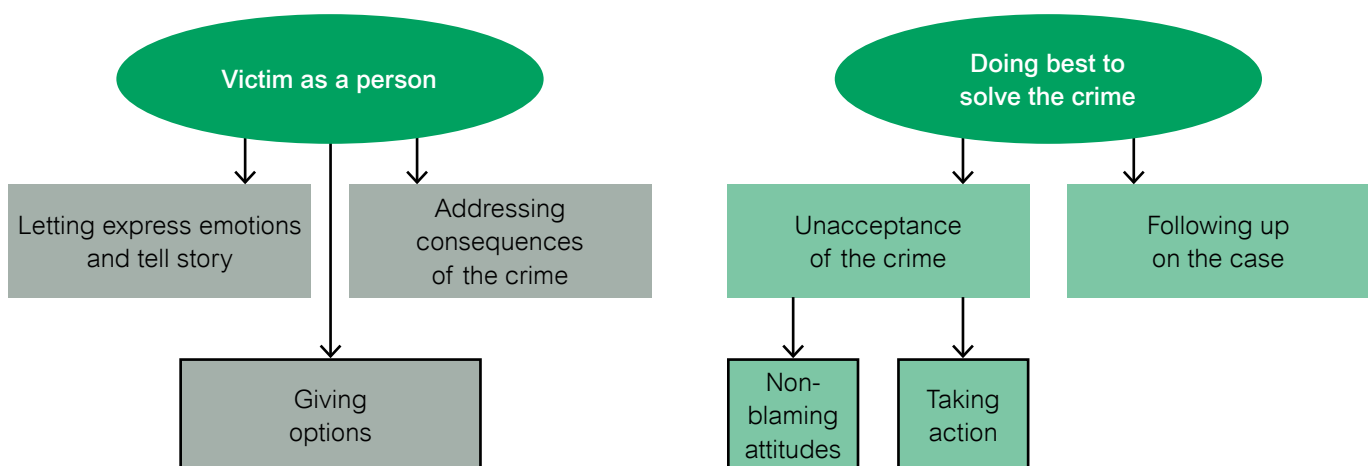 Victim as a person
Letting express emotions
and tell story
Addressing
consequences
of the crime
Giving
options
Doing best to
solve the crime
Unacceptance
of the crime
Following up
on the case
Non-
blaming
attitudes
Taking
action